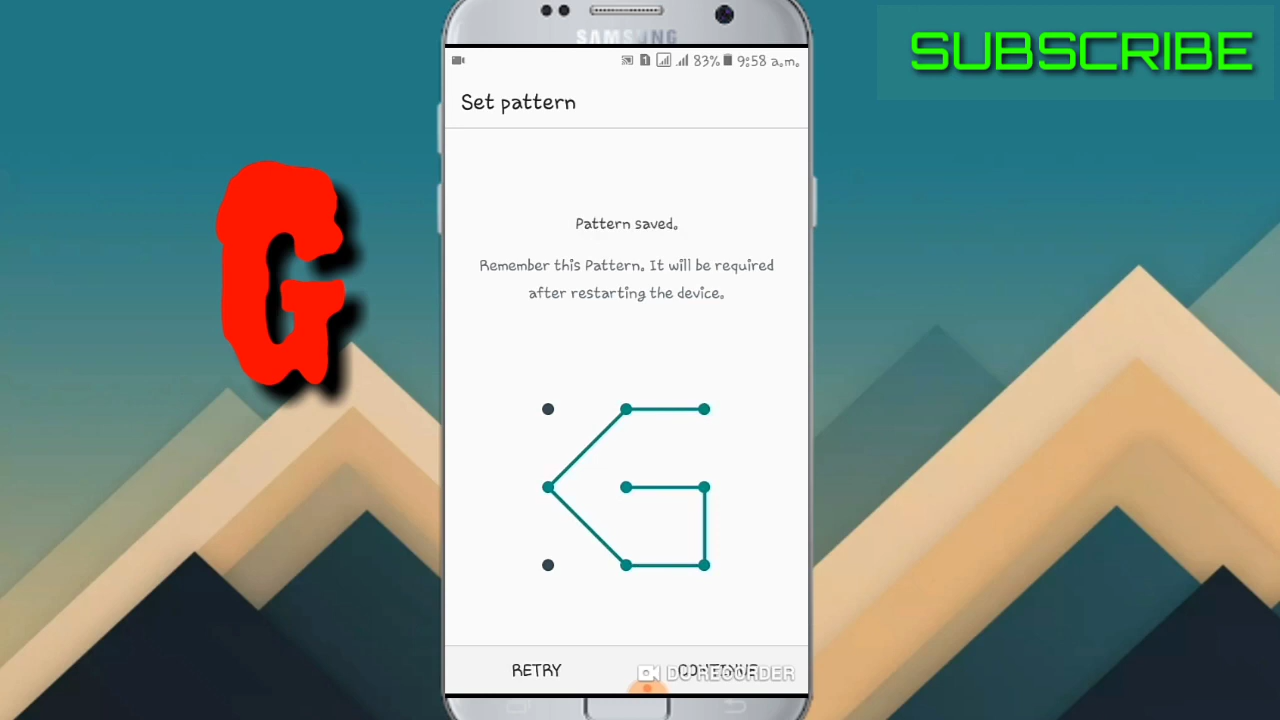 SUBSCRIBE
SAMSUNG
83% 9:58 a.m.
Set pattern
G
Pattern saved.
Remember this Pattern. It will be required
after restarting the device.
RETRY
CONTINUE
DU RECORDER